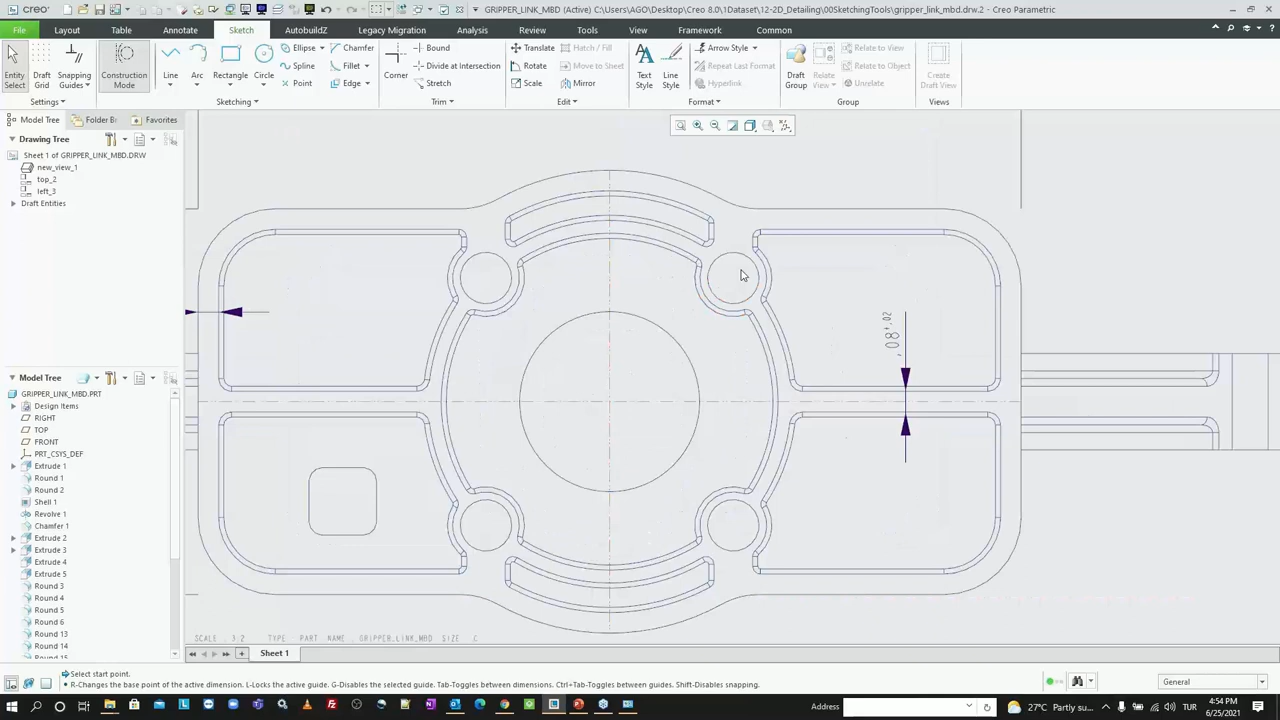 creo
GRIPPER_LINK_MBD (Active) C:\Users\AGO\Desktop\Creo 8.0\1Dataset\12-2D_Detailing\00SketchingTools\gripper_link_mbd.drw.2 - Creo Parametric
File Layout Table Annotate Sketch AutobuildZ Legacy Migration Analysis Review Tools View Framework Common
Entity Select
Draft Grid
Snapping Guides
Construction Mode
Line
Arc
Rectangle
Circle
Ellipse
Spline
Point
Chamfer
Fillet
Edge
Corner
Bound
Divide at Intersection
Stretch
Translate
Rotate
Scale
Hatch / Fill
Move to Sheet
Mirror
Text Style
Line Style
Arrow Style
Repeat Last Format
Hyperlink
Draft Group
Relate View
Relate to View
Relate to Object
Unrelate
Create Draft View
Settings Sketching Trim Edit Format Group Views
Model Tree Folder Br Favorites
Drawing Tree
Sheet 1 of GRIPPER_LINK_MBD.DRW
new_view_1
top_2
left_3
Draft Entities
Model Tree
GRIPPER_LINK_MBD.PRT
Design Items
RIGHT
TOP
FRONT
PRT_CSYS_DEF
Extrude 1
Round 1
Round 2
Shell 1
Revolve 1
Chamfer 1
Extrude 2
Extrude 3
Extrude 4
Extrude 5
Round 3
Round 4
Round 5
Round 6
Round 13
Round 14
Round 15
SCALE : 3.2 TYPE : PART NAME : GRIPPER_LINK_MBD SIZE : C
Sheet 1
Select start point.
R-Changes the base point of the active dimension. L-Locks the active guide. G-Disables the selected guide. Tab-Toggles between dimensions. Ctrl+Tab-Toggles between guides. Shift-Disables snapping.
General
Address
27°C Partly su...
TUR
4:54 PM
6/25/2021